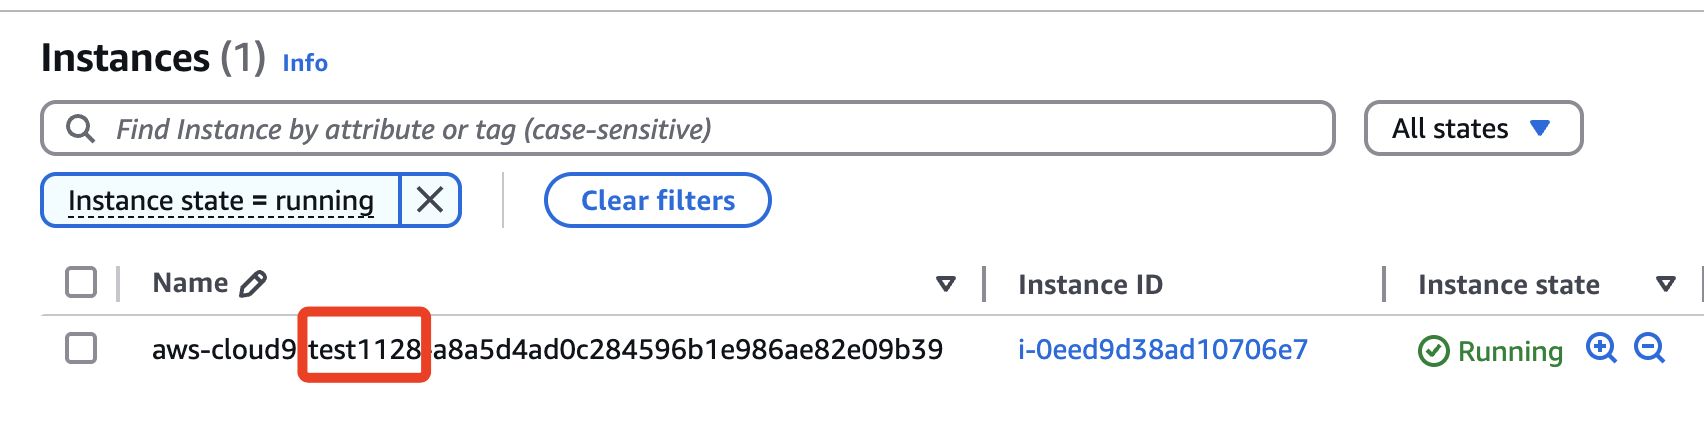 Instances (1) Info
Find Instance by attribute or tag (case-sensitive)
All states
Instance state = running
Clear filters
Name
Instance ID
Instance state
aws-cloud9-test1128-a8a5d4ad0c284596b1e986ae82e09b39
i-0eed9d38ad10706e7
Running